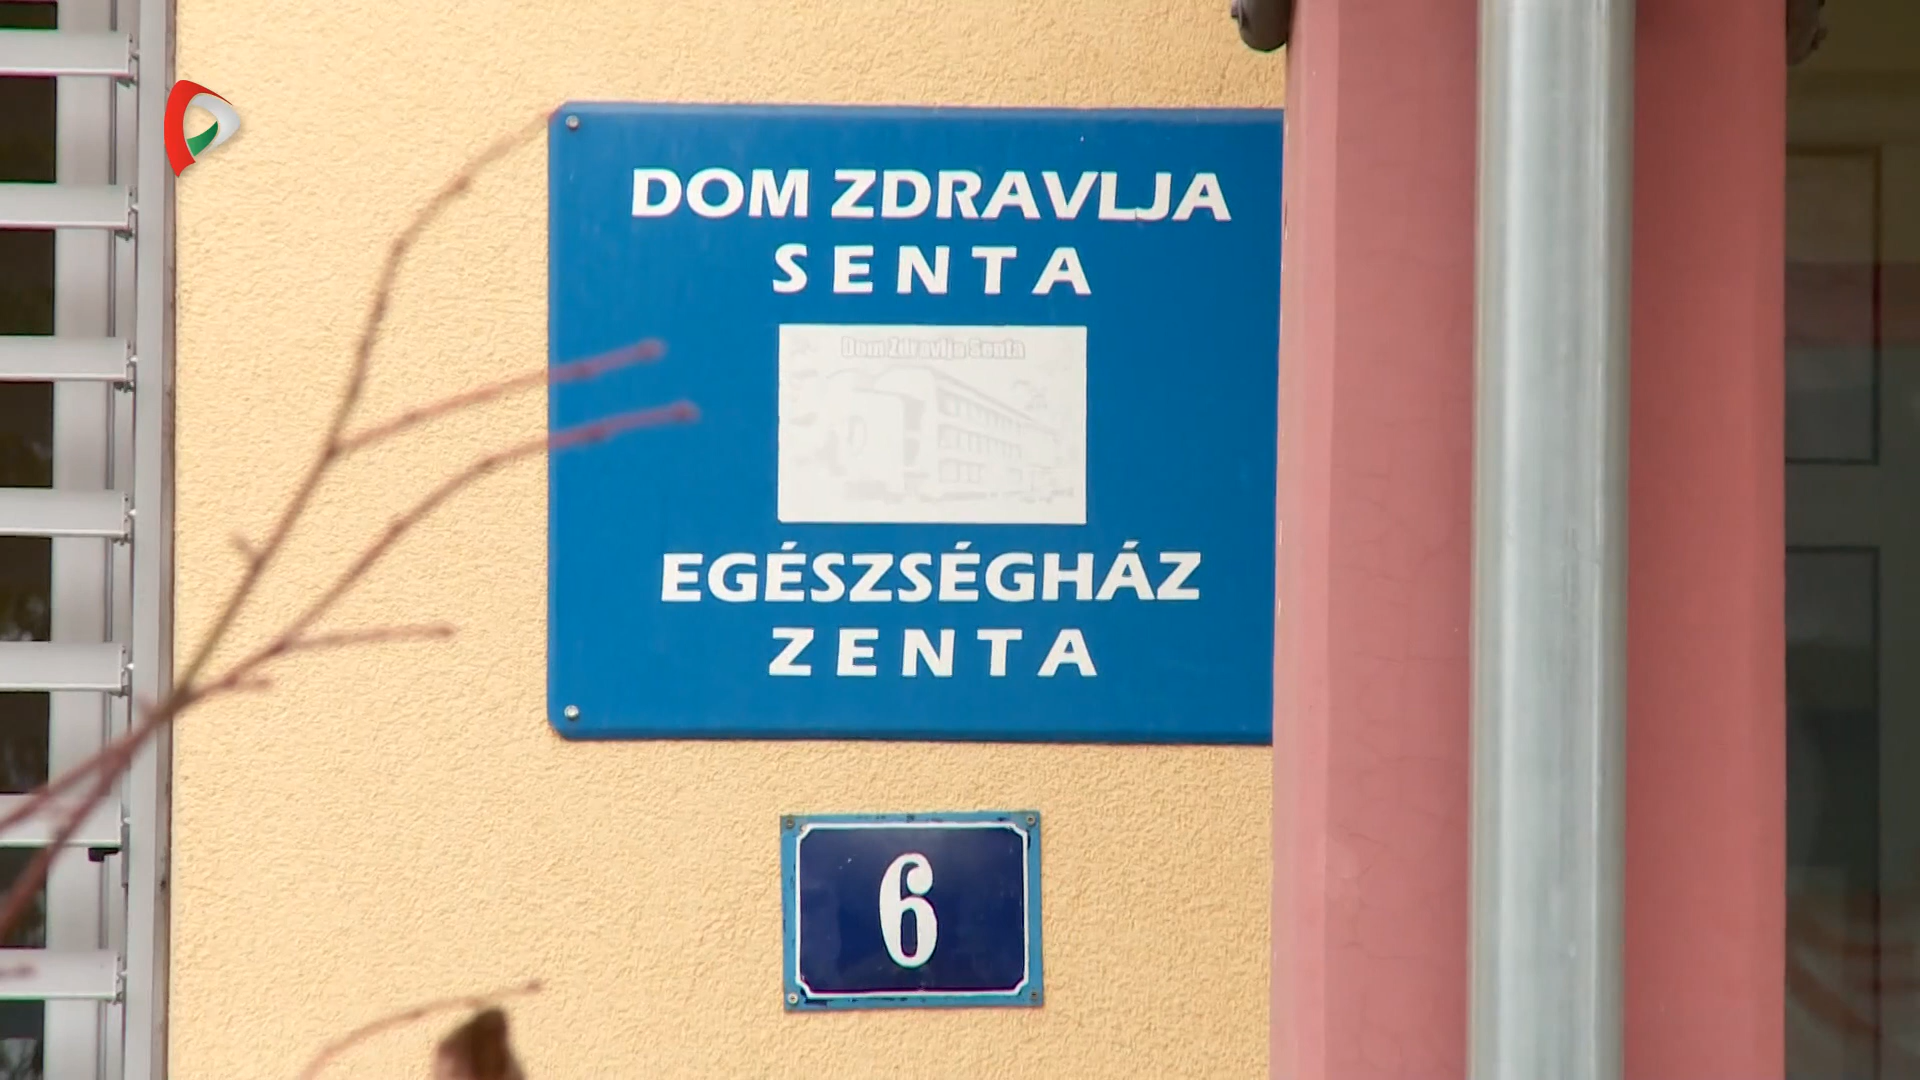 DOM ZDRAVLJA
SENTA
Dom Zdravlja Senta
EGÉSZSÉGHÁZ
ZENTA
6